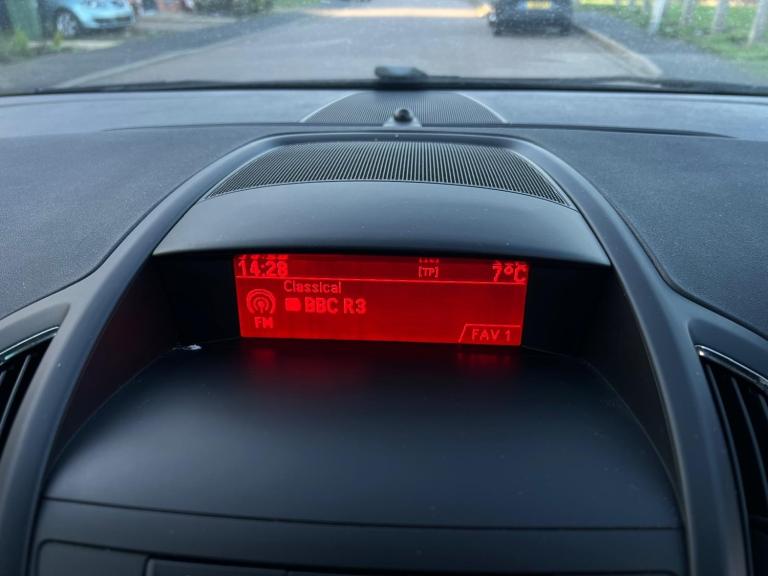 14:28 [TP] 7°C
Classical
BBC R3
FM
FAV 1